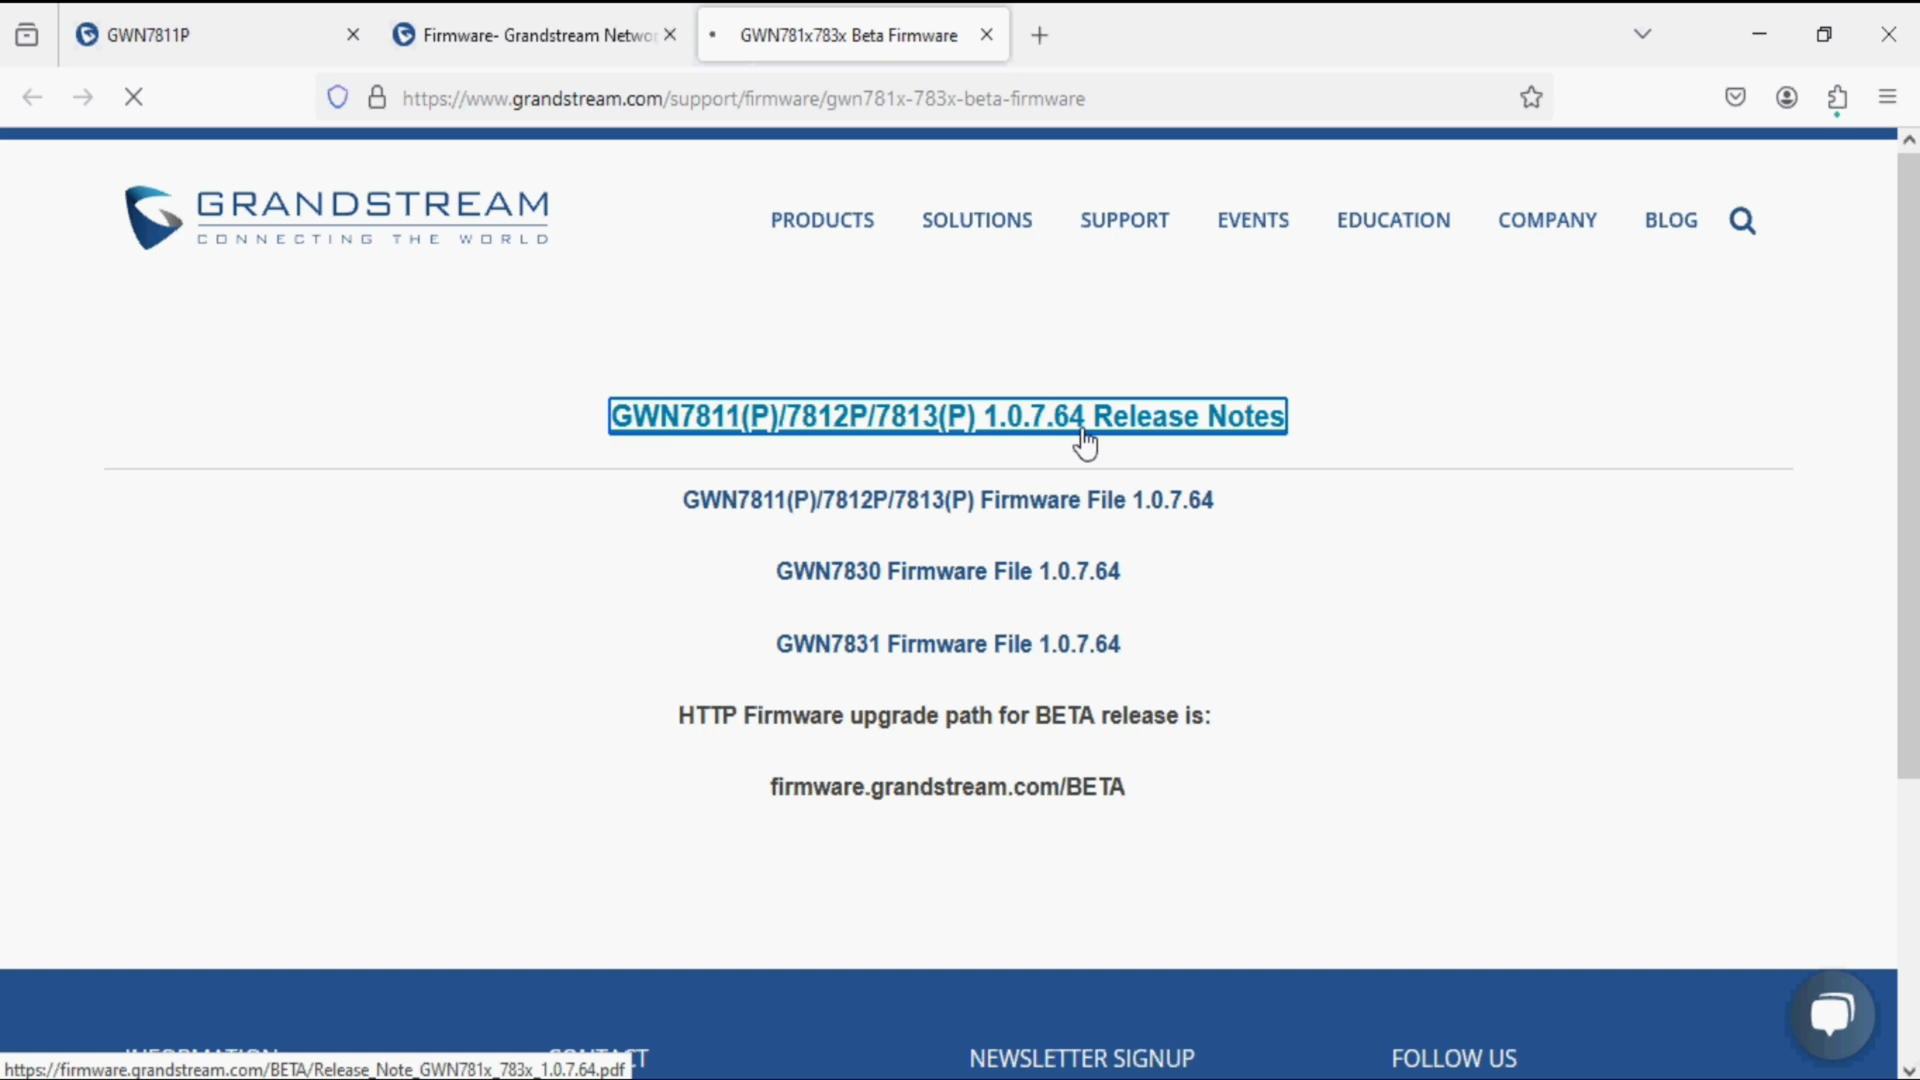 GWN7811P
Firmware- Grandstream Netwo
GWN781x783x Beta Firmware
https://www.grandstream.com/support/firmware/gwn781x-783x-beta-firmware
GRANDSTREAM
CONNECTING THE WORLD
PRODUCTS
SOLUTIONS
SUPPORT
EVENTS
EDUCATION
COMPANY
BLOG
GWN7811(P)/7812P/7813(P) 1.0.7.64 Release Notes
GWN7811(P)/7812P/7813(P) Firmware File 1.0.7.64
GWN7830 Firmware File 1.0.7.64
GWN7831 Firmware File 1.0.7.64
HTTP Firmware upgrade path for BETA release is:
firmware.grandstream.com/BETA
INFORMATION
CONTACT
NEWSLETTER SIGNUP
FOLLOW US
https://firmware.grandstream.com/BETA/Release_Note_GWN781x_783x_1.0.7.64.pdf